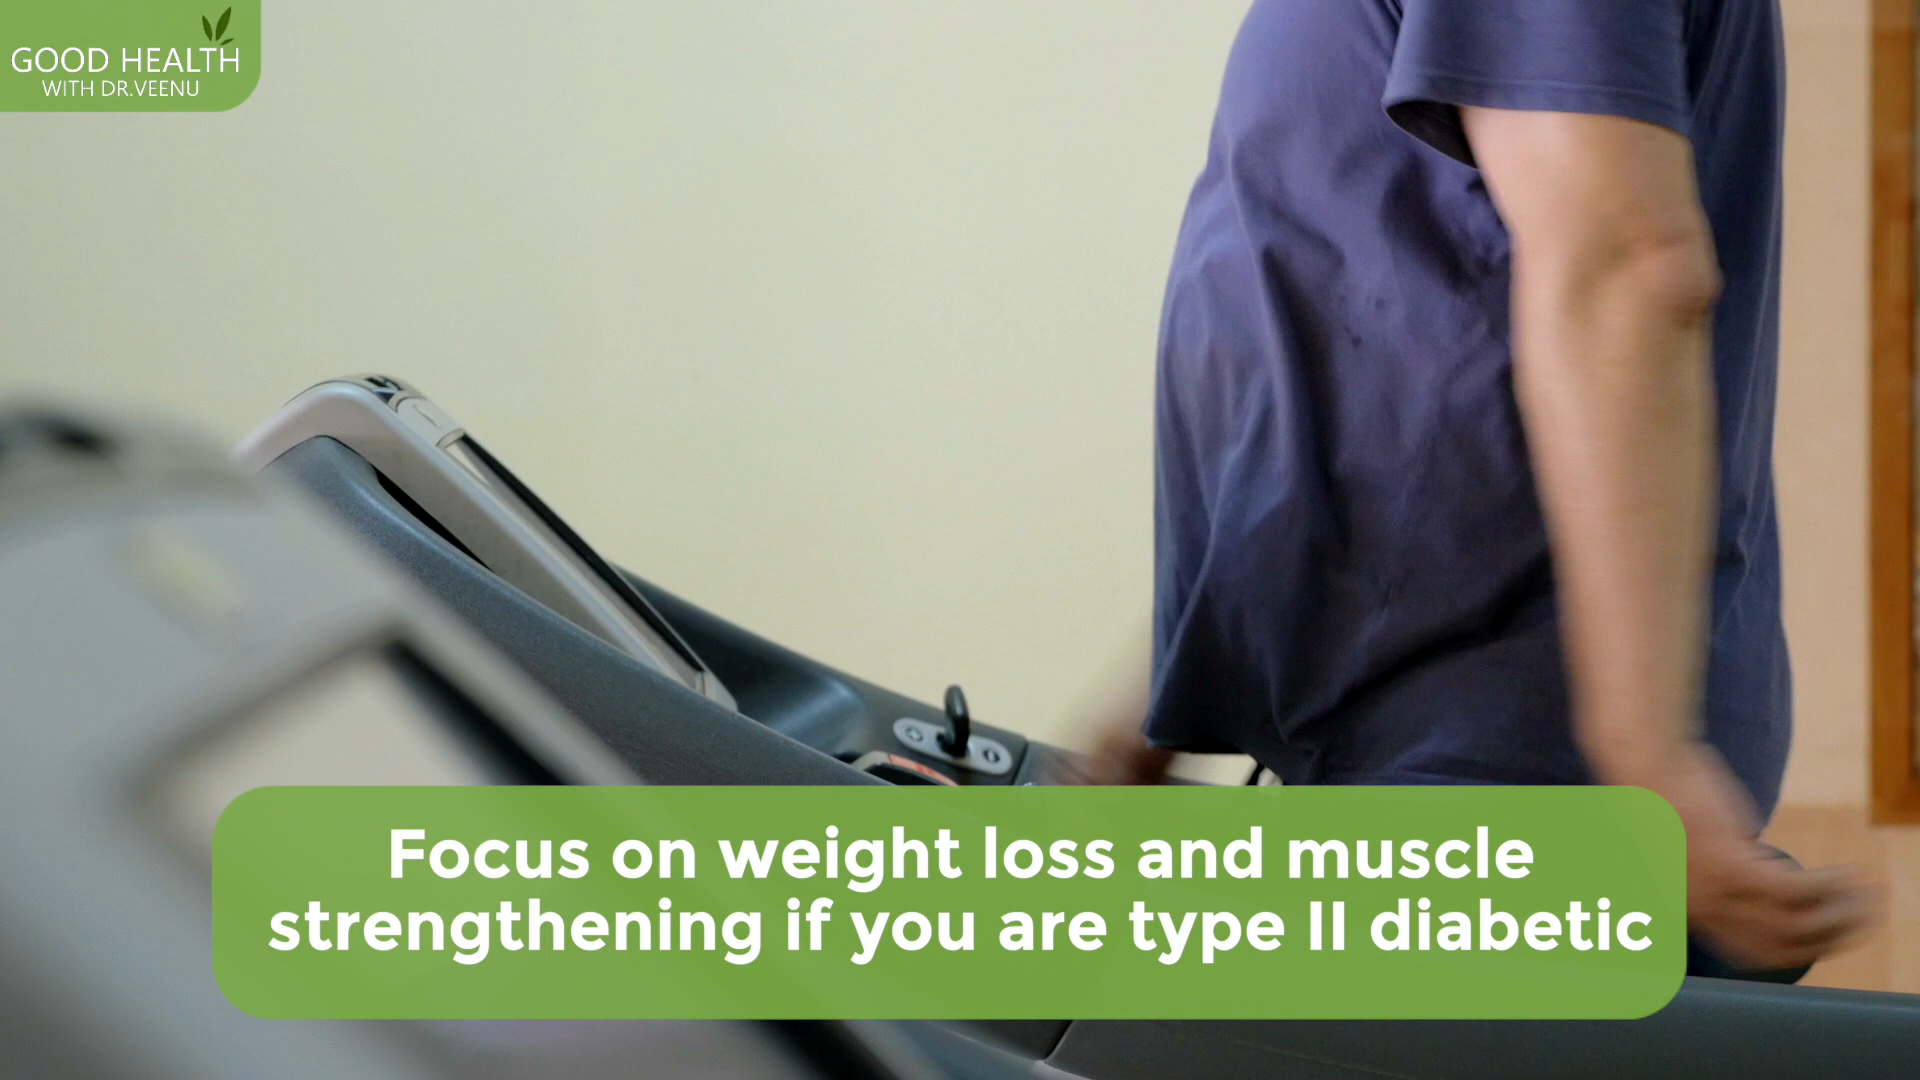 GOOD HEALTH
WITH DR.VEENU
Focus on weight loss and muscle
strengthening if you are type II diabetic